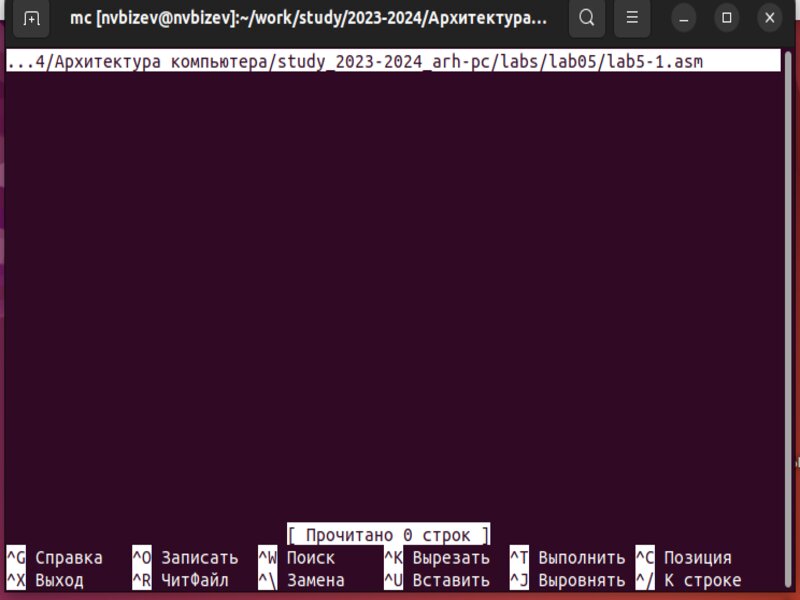 mc [nvbizev@nvbizev]:~/work/study/2023-2024/Архитектура...
...4/Архитектура компьютера/study_2023-2024_arh-pc/labs/lab05/lab5-1.asm
[ Прочитано 0 строк ]
^G Справка ^O Записать ^W Поиск ^K Вырезать ^T Выполнить ^C Позиция
^X Выход ^R ЧитФайл ^\ Замена ^U Вставить ^J Выровнять ^/ К строке